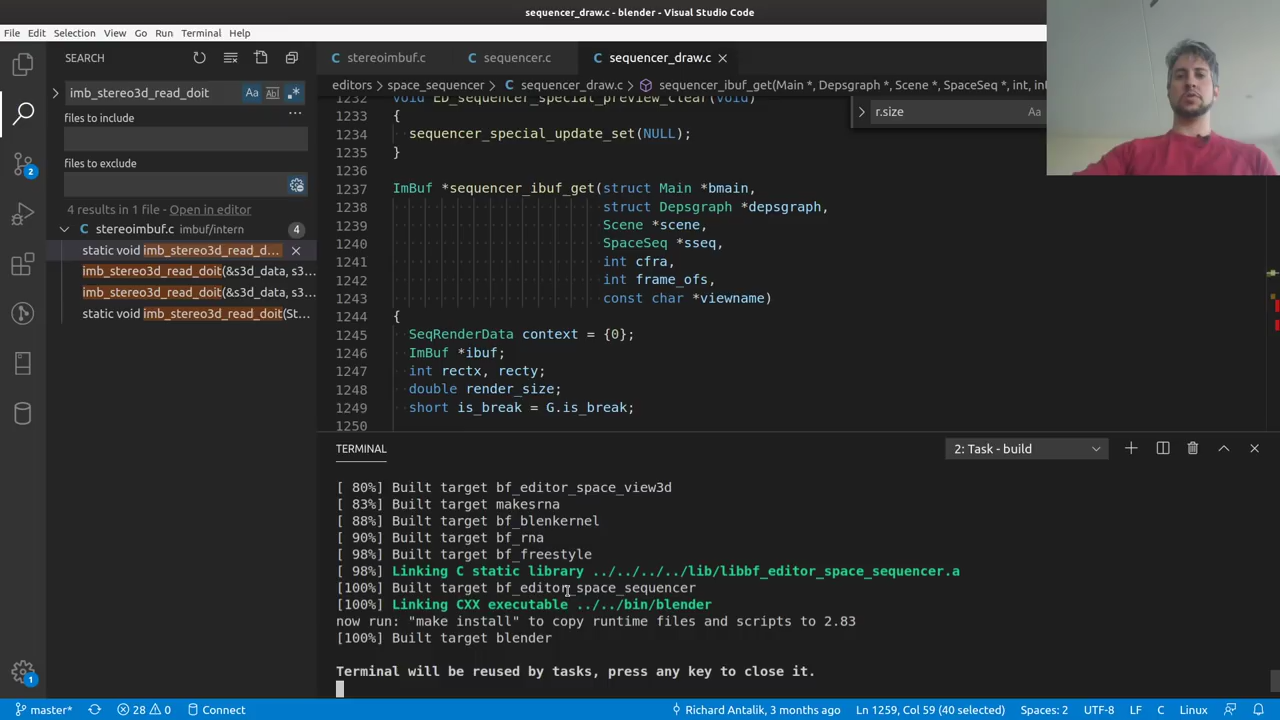 sequencer_draw.c - blender - Visual Studio Code
File Edit Selection View Go Run Terminal Help
SEARCH
imb_stereo3d_read_doit
Aa Abl .*
files to include
files to exclude
4 results in 1 file - Open in editor
stereoimbuf.c imbuf/intern 4
static void imb_stereo3d_read_d...
imb_stereo3d_read_doit(&s3d_data, s3...
imb_stereo3d_read_doit(&s3d_data, s3...
static void imb_stereo3d_read_doit(St...
2
1
stereoimbuf.c
sequencer.c
sequencer_draw.c
editors > space_sequencer > sequencer_draw.c > sequencer_ibuf_get(Main *, Depsgraph *, Scene *, SpaceSeq *, int, int
r.size Aa
1232 void ED_sequencer_special_preview_clear(void)
1233 {
1234 sequencer_special_update_set(NULL);
1235 }
1236
1237 ImBuf *sequencer_ibuf_get(struct Main *bmain,
1238 struct Depsgraph *depsgraph,
1239 Scene *scene,
1240 SpaceSeq *sseq,
1241 int cfra,
1242 int frame_ofs,
1243 const char *viewname)
1244 {
1245 SeqRenderData context = {0};
1246 ImBuf *ibuf;
1247 int rectx, recty;
1248 double render_size;
1249 short is_break = G.is_break;
1250
TERMINAL
2: Task - build
[ 80%] Built target bf_editor_space_view3d
[ 83%] Built target makesrna
[ 88%] Built target bf_blenkernel
[ 90%] Built target bf_rna
[ 98%] Built target bf_freestyle
[ 98%] Linking C static library ../../../../lib/libbf_editor_space_sequencer.a
[100%] Built target bf_editor_space_sequencer
[100%] Linking CXX executable ../../bin/blender
now run: "make install" to copy runtime files and scripts to 2.83
[100%] Built target blender
Terminal will be reused by tasks, press any key to close it.
master* 28 0 Connect
Richard Antalik, 3 months ago Ln 1259, Col 59 (40 selected) Spaces: 2 UTF-8 LF C Linux